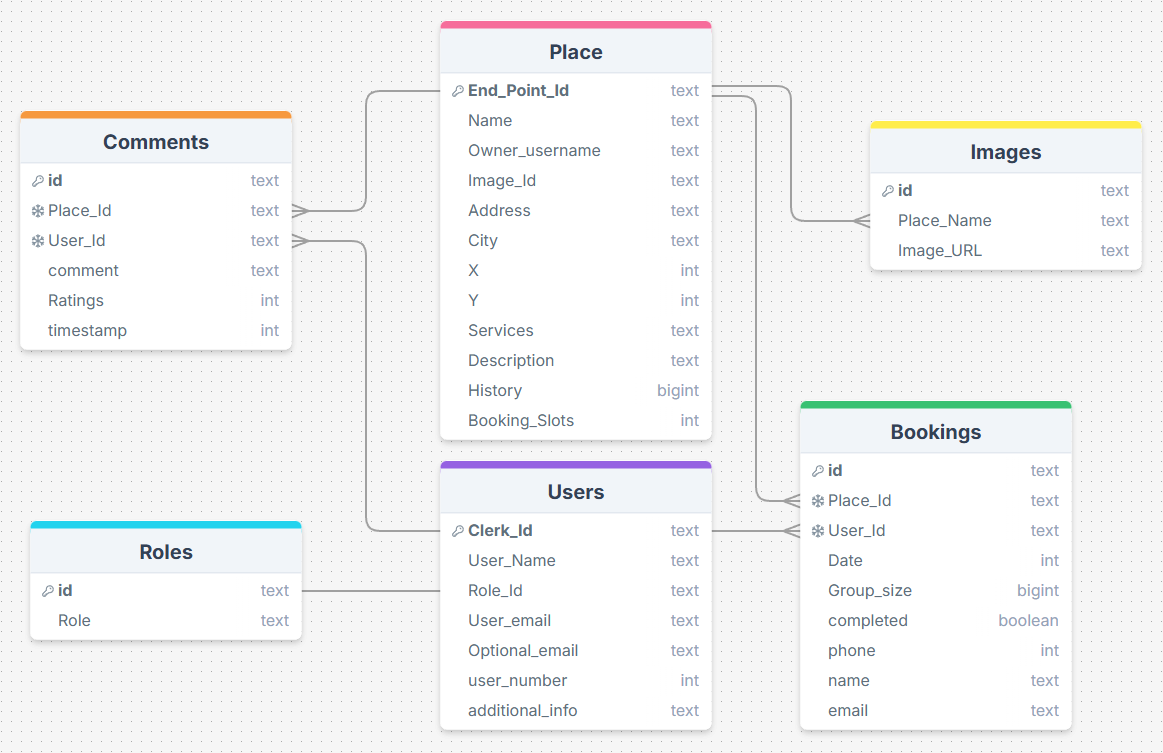 Place
End_Point_Id text
Name text
Owner_username text
Image_Id text
Address text
City text
X int
Y int
Services text
Description text
History bigint
Booking_Slots int
Comments
id text
Place_Id text
User_Id text
comment text
Ratings int
timestamp int
Images
id text
Place_Name text
Image_URL text
Users
Clerk_Id text
User_Name text
Role_Id text
User_email text
Optional_email text
user_number int
additional_info text
Roles
id text
Role text
Bookings
id text
Place_Id text
User_Id text
Date int
Group_size bigint
completed boolean
phone int
name text
email text